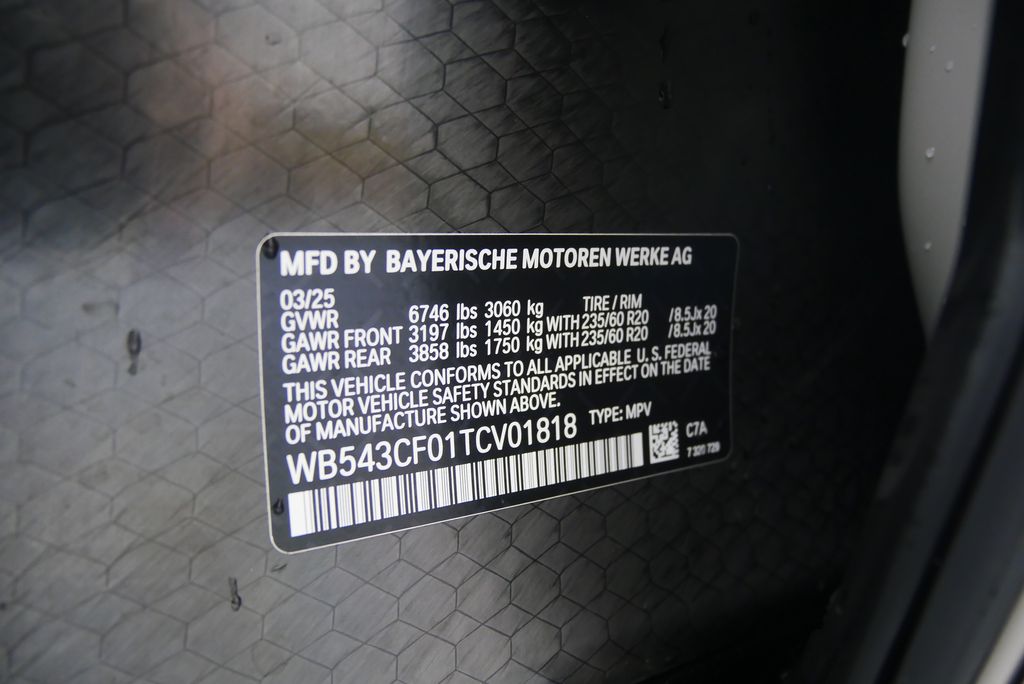 MFD BY BAYERISCHE MOTOREN WERKE AG
03/25 TIRE / RIM
GVWR 6746 lbs 3060 kg
GAWR FRONT 3197 lbs 1450 kg WITH 235/60 R20 /8.5Jx 20
GAWR REAR 3858 lbs 1750 kg WITH 235/60 R20 /8.5Jx 20
THIS VEHICLE CONFORMS TO ALL APPLICABLE U.S. FEDERAL
MOTOR VEHICLE SAFETY STANDARDS IN EFFECT ON THE DATE
OF MANUFACTURE SHOWN ABOVE.
WB543CF01TCV01818 TYPE: MPV
C7A